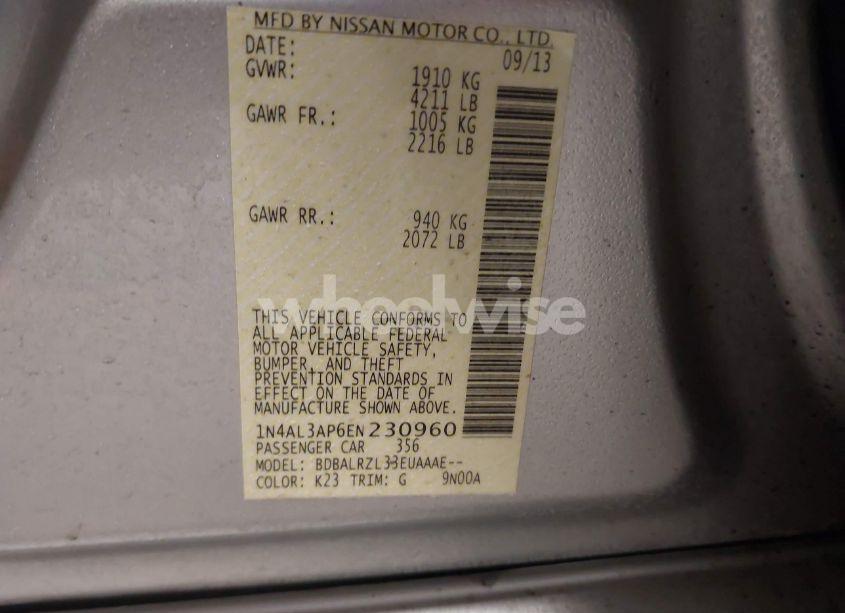 MFD BY NISSAN MOTOR CO., LTD.
DATE: 09/13
GVWR: 1910 KG
4211 LB
GAWR FR.: 1005 KG
2216 LB
GAWR RR.: 940 KG
2072 LB
wheelwise
THIS VEHICLE CONFORMS TO
ALL APPLICABLE FEDERAL
MOTOR VEHICLE SAFETY,
BUMPER, AND THEFT
PREVENTION STANDARDS IN
EFFECT ON THE DATE OF
MANUFACTURE SHOWN ABOVE.
1N4AL3AP6EN230960
PASSENGER CAR 356
MODEL: BDBALRZL33EUAAAE--
COLOR: K23 TRIM: G 9N00A